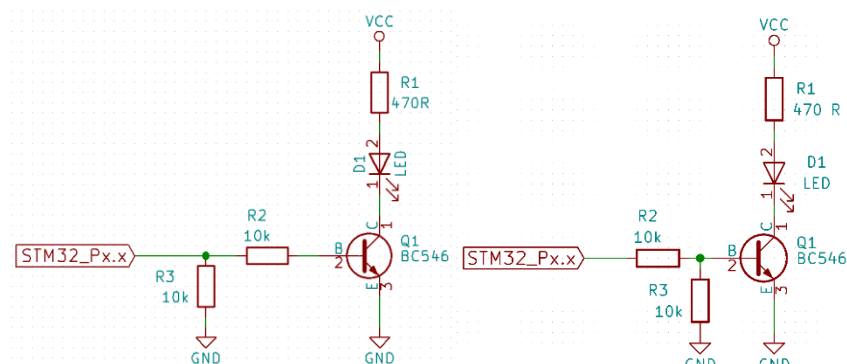 VCC
R1
470R
2
D1
LED
1
R2
10k
C
1
Q1
BC546
B
2
STM32_Px.x
R3
10k
E
3
GND
GND
VCC
R1
470 R
2
D1
LED
1
R2
10k
C
1
Q1
BC546
B
2
STM32_Px.x
R3
10k
E
3
GND
GND